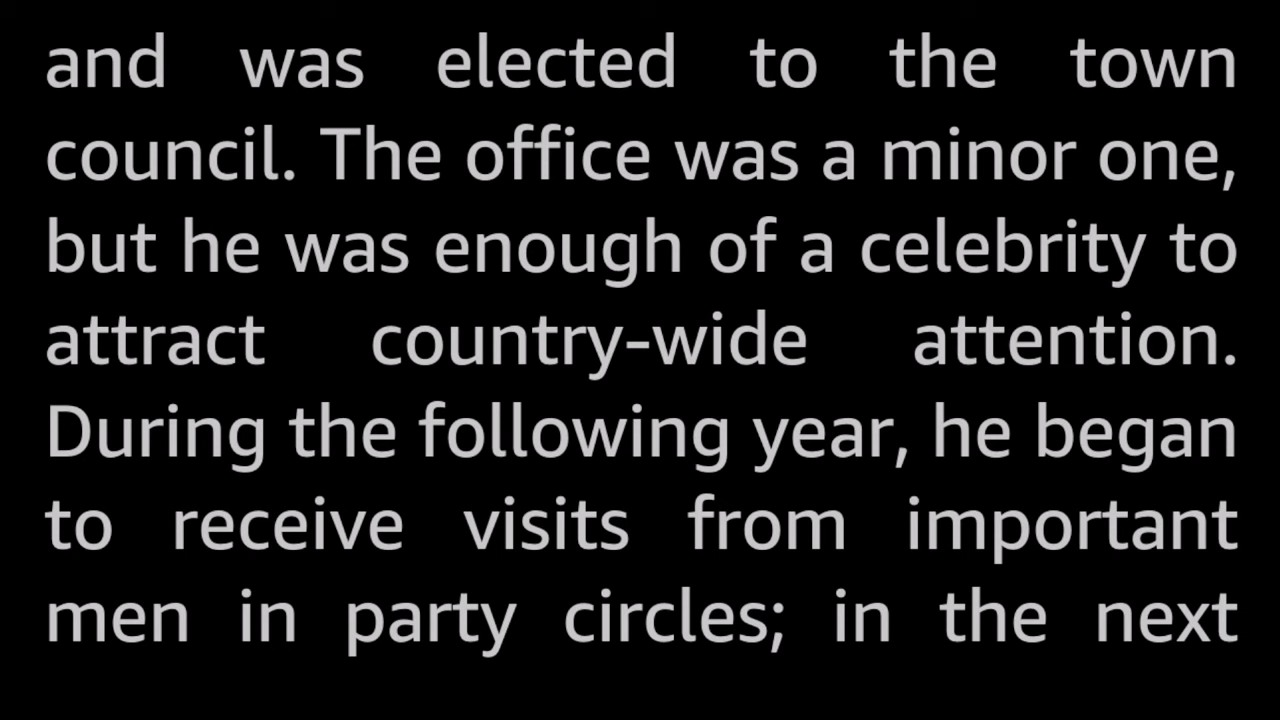 and was elected to the town
council. The office was a minor one,
but he was enough of a celebrity to
attract country-wide attention.
During the following year, he began
to receive visits from important
men in party circles; in the next